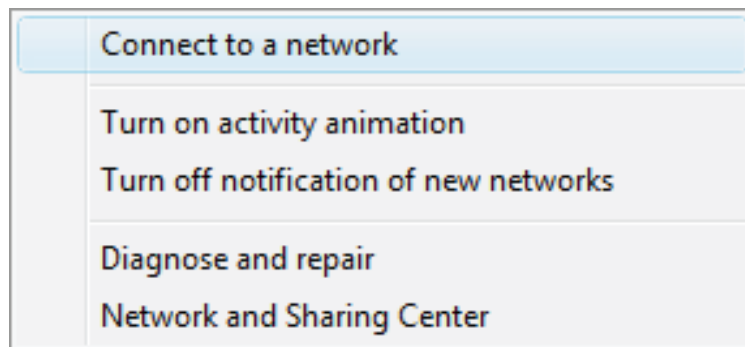 Connect to a network
Turn on activity animation
Turn off notification of new networks
Diagnose and repair
Network and Sharing Center